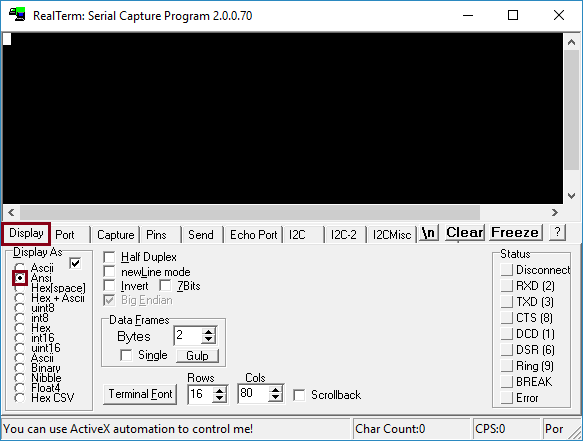 RealTerm: Serial Capture Program 2.0.0.70
Display Port Capture Pins Send Echo Port I2C I2C-2 I2CMisc \n Clear Freeze ?
Display As
Ascii
Ansi
Hex[space]
Hex + Ascii
uint8
int8
Hex
int16
uint16
Ascii
Binary
Nibble
Float4
Hex CSV
Half Duplex
newLine mode
Invert 7Bits
Big Endian
Data Frames
Bytes 2
Single Gulp
Rows Cols
Terminal Font 16 80 Scrollback
Status
Disconnect
RXD (2)
TXD (3)
CTS (8)
DCD (1)
DSR (6)
Ring (9)
BREAK
Error
You can use ActiveX automation to control me! Char Count:0 CPS:0 Por